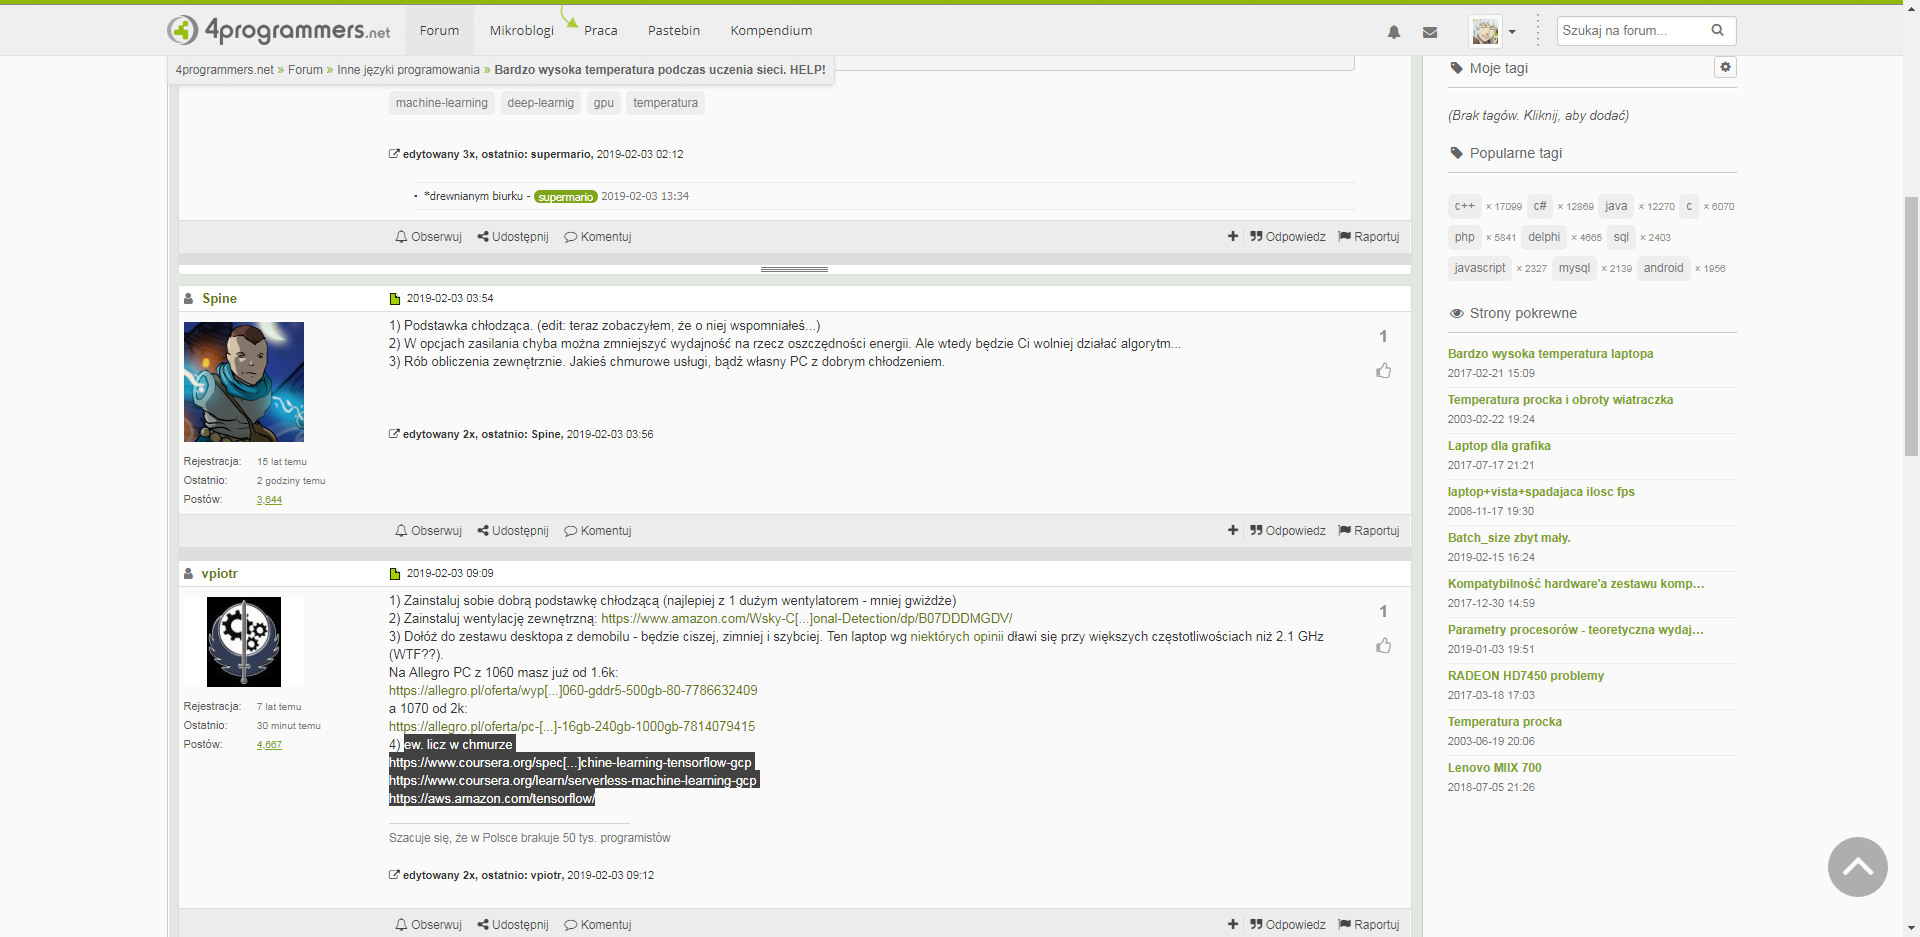 4programmers.net
Forum
Mikroblogi
Praca
Pastebin
Kompendium
Szukaj na forum...
4programmers.net » Forum » Inne języki programowania » Bardzo wysoka temperatura podczas uczenia sieci. HELP!
machine-learning deep-learnig gpu temperatura
edytowany 3x, ostatnio: supermario, 2019-02-03 02:12
• *drewnianym biurku - supermario 2019-02-03 13:34
Obserwuj Udostępnij Komentuj
Odpowiedz Raportuj
Spine
2019-02-03 03:54
1) Podstawka chłodząca. (edit: teraz zobaczyłem, że o niej wspomniałeś...)
2) W opcjach zasilania chyba można zmniejszyć wydajność na rzecz oszczędności energii. Ale wtedy będzie Ci wolniej działać algorytm...
3) Rób obliczenia zewnętrznie. Jakieś chmurowe usługi, bądź własny PC z dobrym chłodzeniem.
1
edytowany 2x, ostatnio: Spine, 2019-02-03 03:56
Rejestracja: 15 lat temu
Ostatnio: 2 godziny temu
Postów: 3,644
Obserwuj Udostępnij Komentuj
Odpowiedz Raportuj
vpiotr
2019-02-03 09:09
1) Zainstaluj sobie dobrą podstawkę chłodzącą (najlepiej z 1 dużym wentylatorem - mniej gwiżdże)
2) Zainstaluj wentylację zewnętrzną: https://www.amazon.com/Wsky-C[...]onal-Detection/dp/B07DDDMGDV/
3) Dołóż do zestawu desktopa z demobilu - będzie ciszej, zimniej i szybciej. Ten laptop wg niektórych opinii dławi się przy większych częstotliwościach niż 2.1 GHz
(WTF??).
Na Allegro PC z 1060 masz już od 1.6k:
https://allegro.pl/oferta/wyp[...]060-gddr5-500gb-80-7786632409
a 1070 od 2k:
https://allegro.pl/oferta/pc-[...]-16gb-240gb-1000gb-7814079415
4) ew. licz w chmurze
https://www.coursera.org/spec[...]chine-learning-tensorflow-gcp
https://www.coursera.org/learn/serverless-machine-learning-gcp
https://aws.amazon.com/tensorflow/
1
Szacuje się, że w Polsce brakuje 50 tys. programistów
edytowany 2x, ostatnio: vpiotr, 2019-02-03 09:12
Rejestracja: 7 lat temu
Ostatnio: 30 minut temu
Postów: 4,667
Obserwuj Udostępnij Komentuj
Odpowiedz Raportuj
Moje tagi
(Brak tagów. Kliknij, aby dodać)
Popularne tagi
c++ × 17099 c# × 12869 java × 12270 c × 6070
php × 5841 delphi × 4665 sql × 2403
javascript × 2327 mysql × 2139 android × 1956
Strony pokrewne
Bardzo wysoka temperatura laptopa
2017-02-21 15:09
Temperatura procka i obroty wiatraczka
2003-02-22 19:24
Laptop dla grafika
2017-07-17 21:21
laptop+vista+spadajaca ilosc fps
2008-11-17 19:30
Batch_size zbyt mały.
2019-02-15 16:24
Kompatybilność hardware'a zestawu komp...
2017-12-30 14:59
Parametry procesorów - teoretyczna wydaj...
2019-01-03 19:51
RADEON HD7450 problemy
2017-03-18 17:03
Temperatura procka
2003-06-19 20:06
Lenovo MIIX 700
2018-07-05 21:26